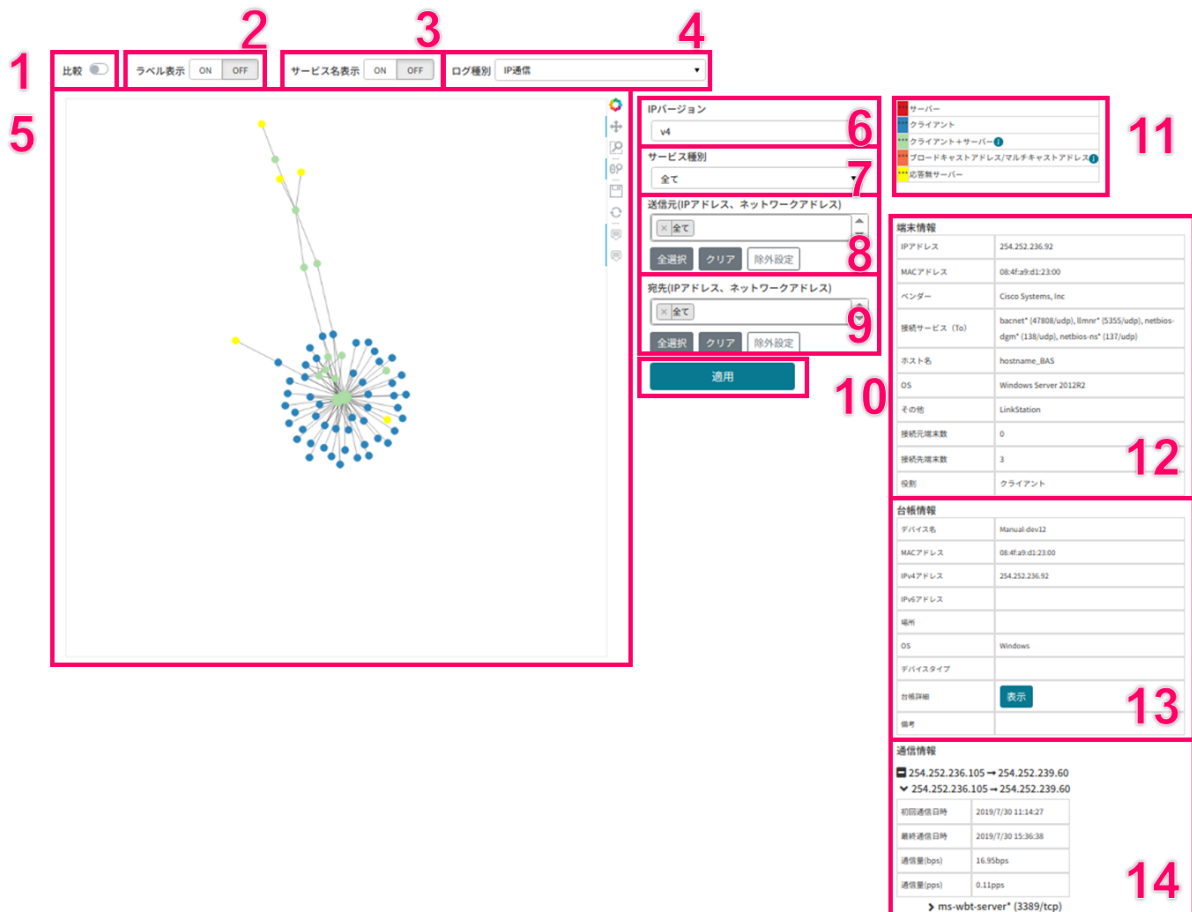 1
比較
2
ラベル表示 ON OFF
3
サービス名表示 ON OFF
4
ログ種別 IP通信
5
IPバージョン
v4
6
サービス種別
全て
7
送信元(IPアドレス、ネットワークアドレス)
× 全て
全選択 クリア 除外設定
8
宛先(IPアドレス、ネットワークアドレス)
× 全て
全選択 クリア 除外設定
9
適用
10
サーバー
クライアント
クライアント+サーバー
ブロードキャストアドレス/マルチキャストアドレス
応答無サーバー
11
端末情報
IPアドレス 254.252.236.92
MACアドレス 08:4f:a9:d1:23:00
ベンダー Cisco Systems, Inc
接続サービス(To) bacnet* (47808/udp), llmnr* (5355/udp), netbios-
dgm* (138/udp), netbios-ns* (137/udp)
ホスト名 hostname_BAS
OS Windows Server 2012R2
その他 LinkStation
接続元端末数 0
接続先端末数 3
役割 クライアント
12
台帳情報
デバイス名 Manual-dev12
MACアドレス 08:4f:a9:d1:23:00
IPv4アドレス 254.252.236.92
IPv6アドレス
場所
OS Windows
デバイスタイプ
台帳詳細 表示
備考
13
通信情報
254.252.236.105→254.252.239.60
254.252.236.105→254.252.239.60
初回通信日時 2019/7/30 11:14:27
最終通信日時 2019/7/30 15:36:38
通信量(bps) 16.95bps
通信量(pps) 0.11pps
ms-wbt-server* (3389/tcp)
14